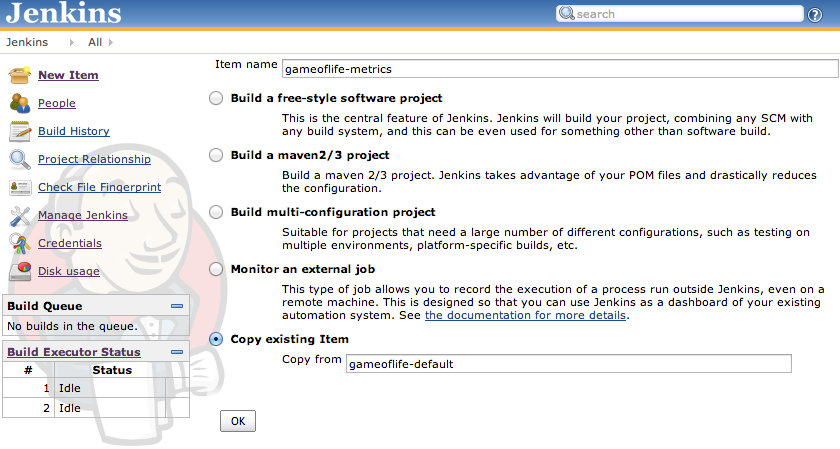 Jenkins
search
Jenkins All
New Item
People
Build History
Project Relationship
Check File Fingerprint
Manage Jenkins
Credentials
Disk usage
Build Queue
No builds in the queue.
Build Executor Status
# Status
1 Idle
2 Idle
Item name gameoflife-metrics
Build a free-style software project
This is the central feature of Jenkins. Jenkins will build your project, combining any SCM with
any build system, and this can be even used for something other than software build.
Build a maven2/3 project
Build a maven 2/3 project. Jenkins takes advantage of your POM files and drastically reduces
the configuration.
Build multi-configuration project
Suitable for projects that need a large number of different configurations, such as testing on
multiple environments, platform-specific builds, etc.
Monitor an external job
This type of job allows you to record the execution of a process run outside Jenkins, even on a
remote machine. This is designed so that you can use Jenkins as a dashboard of your existing
automation system. See the documentation for more details.
Copy existing Item
Copy from gameoflife-default
OK